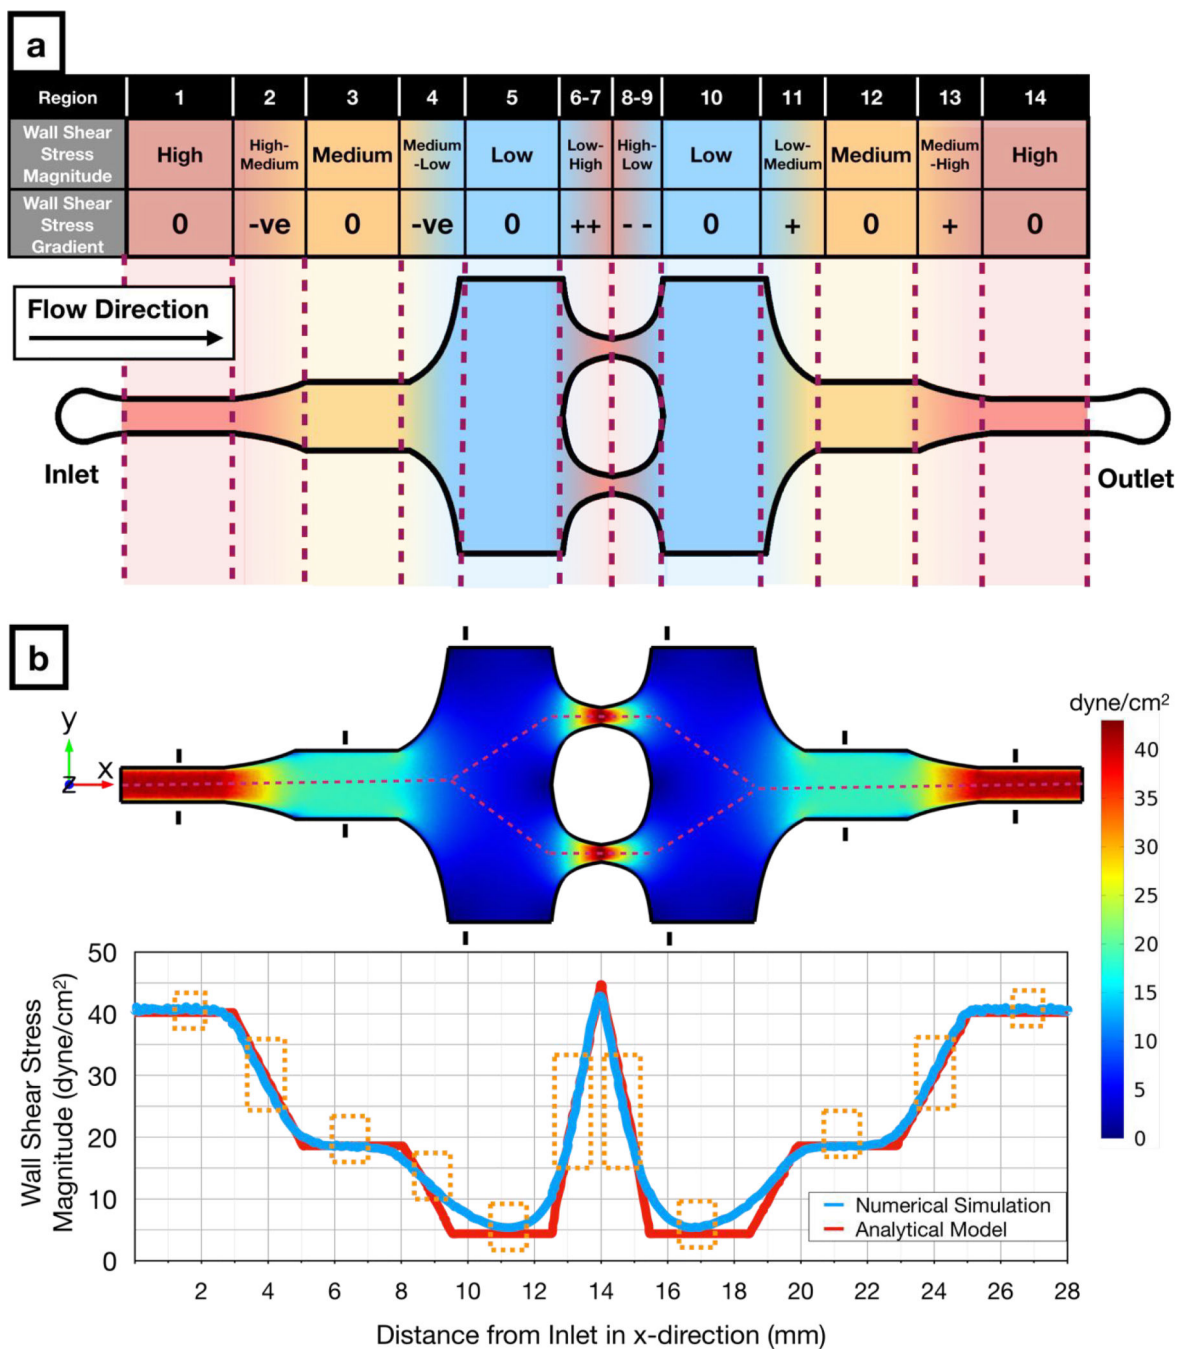 a
Region 1 2 3 4 5 6-7 8-9 10 11 12 13 14
Wall Shear
Stress
Magnitude
High
High-
Medium
Medium
Medium
-Low
Low
Low-
High
High-
Low
Low
Low-
Medium
Medium
Medium
-High
High
Wall Shear
Stress
Gradient
0 -ve 0 -ve 0 ++ - - 0 + 0 + 0
Flow Direction
Inlet
Outlet
b
y
z
x
dyne/cm²
40
35
30
25
20
15
10
5
0
Wall Shear Stress
Magnitude (dyne/cm²)
50
40
30
20
10
0
Numerical Simulation
Analytical Model
2 4 6 8 10 12 14 16 18 20 22 24 26 28
Distance from Inlet in x-direction (mm)